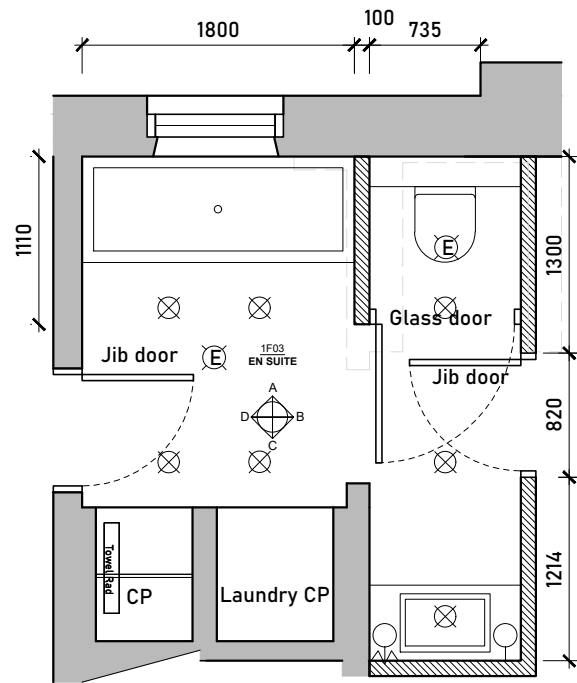 100
1800
735
1110
1300
E
Glass door
Jib door
E
1F03
EN SUITE
Jib door
A
D
B
C
820
1214
Towel Rad
CP
Laundry CP